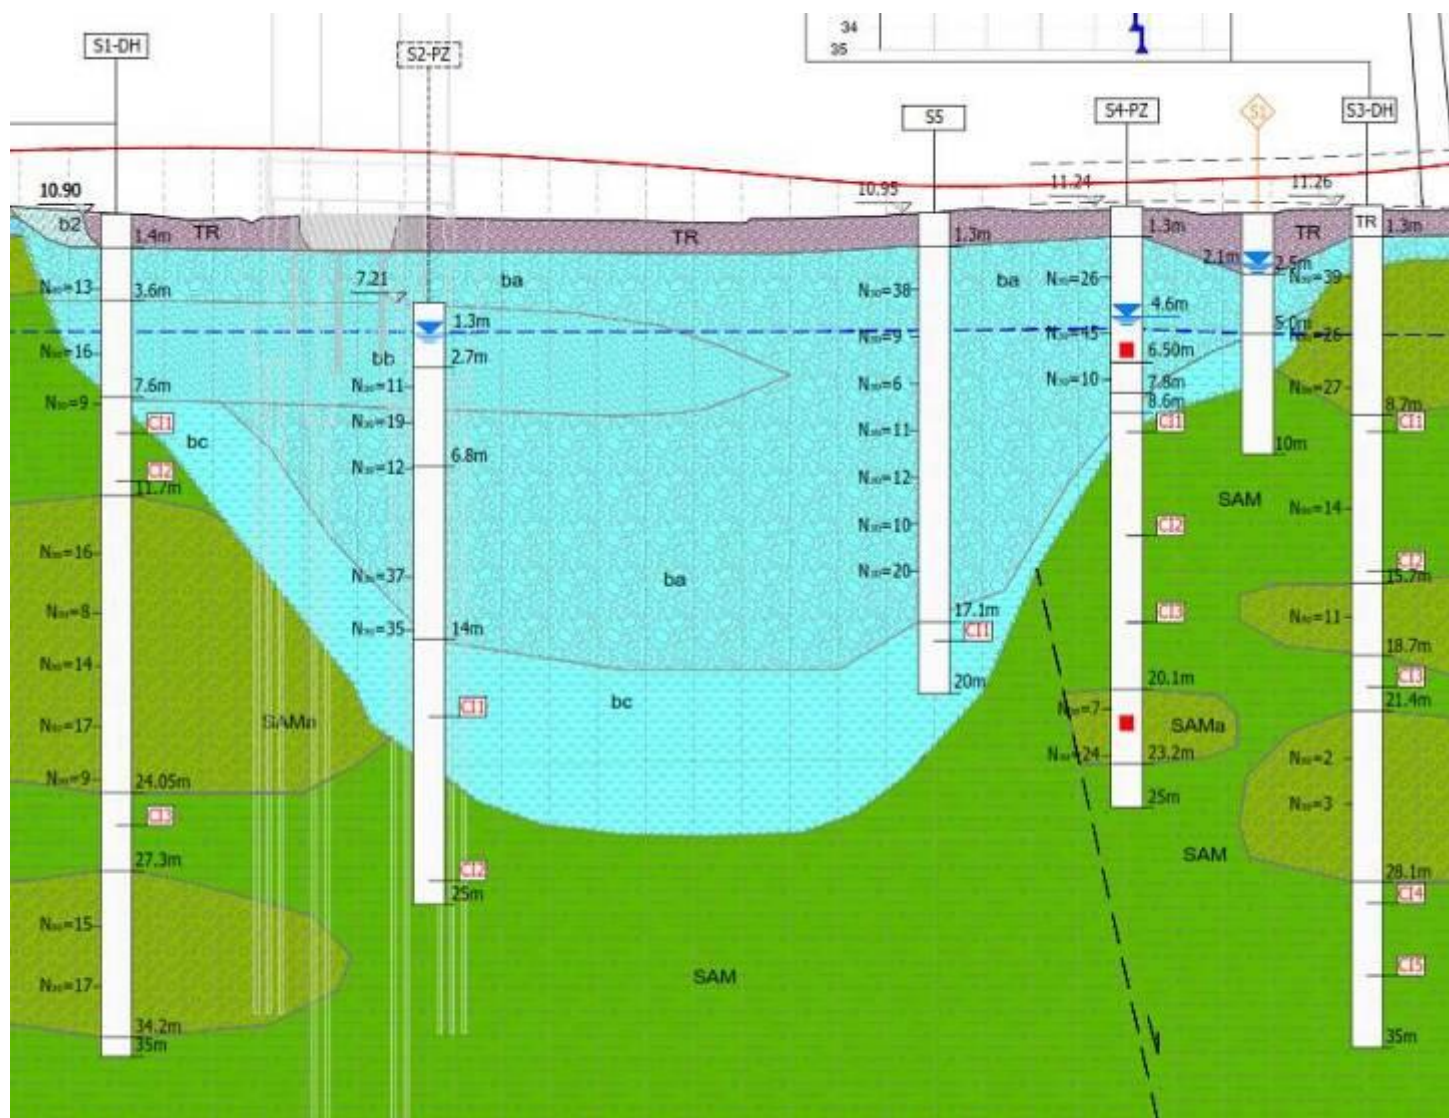 34
35
S1-DH
S2-PZ
S5
S4-PZ
S1
S3-DH
10.90
10.95
11.24
11.26
b2
TR
TR
TR
TR
1.4m
1.3m
1.3m
1.3m
2.1m
2.5m
7.21
ba
ba
N₃₀=13
3.6m
N₃₀=38
N₃₀=26
N₃₀=39
4.6m
1.3m
5.0m
N₃₀=16
bb
2.7m
N₃₀=9
N₃₀=45
6.50m
N₃₀=28
7.6m
N₃₀=11
N₃₀=6
N₃₀=10
7.8m
N₃₀=27
N₃₀=9
8.6m
8.7m
CI1
bc
N₃₀=19
N₃₀=11
CI1
CI1
CI2
N₃₀=12
6.8m
N₃₀=12
10m
11.7m
SAM
N₃₀=14
N₃₀=16
N₃₀=10
CI2
N₃₀=37
ba
N₃₀=20
CI2
15.7m
N₃₀=8
N₃₀=35
14m
17.1m
CI1
CI3
N₃₀=11
N₃₀=14
20m
20.1m
18.7m
CI3
SAMa
CI1
bc
N₃₀=7
SAMa
21.4m
N₃₀=17
N₃₀=9
24.05m
N₃₀=24
23.2m
N₃₀=2
25m
N₃₀=3
CI3
27.3m
CI2
25m
SAM
28.1m
CI4
N₃₀=15
SAM
CI5
N₃₀=17
34.2m
35m
35m